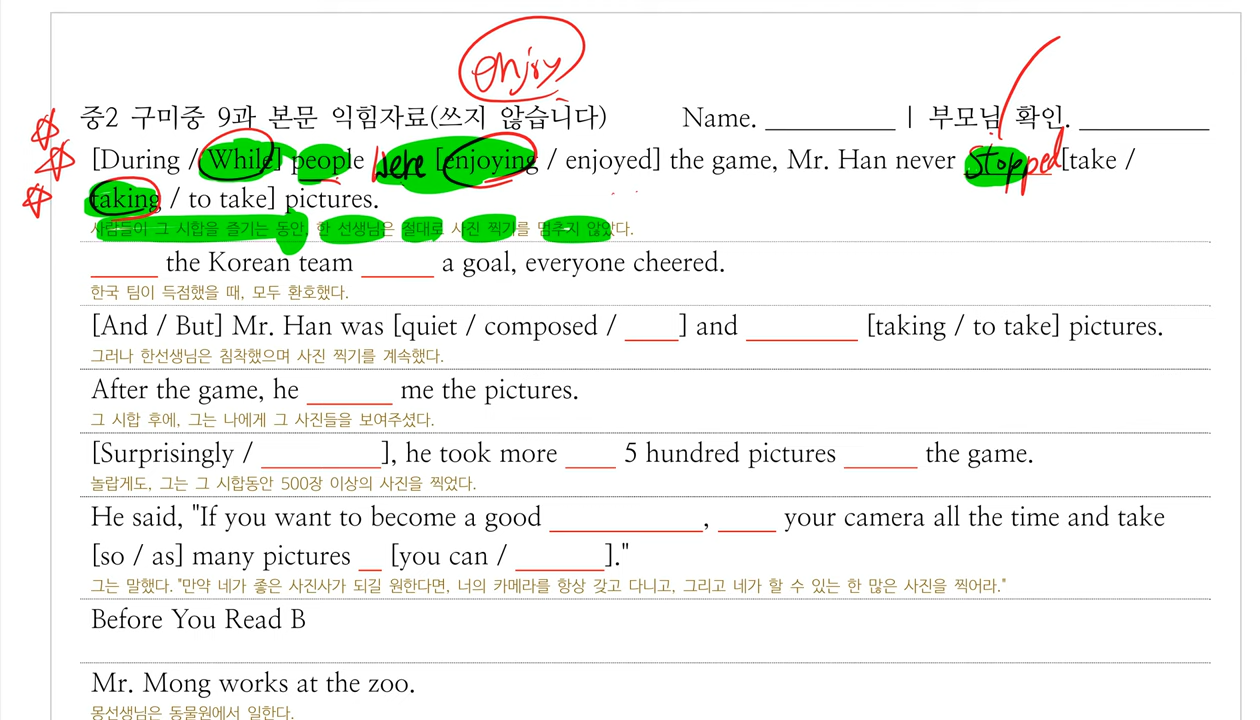 enjoy
중2 구미중 9과 본문 익힘자료(쓰지 않습니다) Name. __________ | 부모님 확인. __________
[During / While] people were [enjoying / enjoyed] the game, Mr. Han never stopped [take /
taking / to take] pictures.
사람들이 그 시합을 즐기는 동안, 한 선생님은 절대로 사진 찍기를 멈추지 않았다.
_____ the Korean team _____ a goal, everyone cheered.
한국 팀이 득점했을 때, 모두 환호했다.
[And / But] Mr. Han was [quiet / composed / ____] and ________ [taking / to take] pictures.
그러나 한선생님은 침착했으며 사진 찍기를 계속했다.
After the game, he ______ me the pictures.
그 시합 후에, 그는 나에게 그 사진들을 보여주셨다.
[Surprisingly / _________], he took more ____ 5 hundred pictures _____ the game.
놀랍게도, 그는 그 시합동안 500장 이상의 사진을 찍었다.
He said, "If you want to become a good ___________, ____ your camera all the time and take
[so / as] many pictures __ [you can / ______]."
그는 말했다. "만약 네가 좋은 사진사가 되길 원한다면, 너의 카메라를 항상 갖고 다니고, 그리고 네가 할 수 있는 한 많은 사진을 찍어라."
Before You Read B
Mr. Mong works at the zoo.
몽선생님은 동물원에서 일한다.